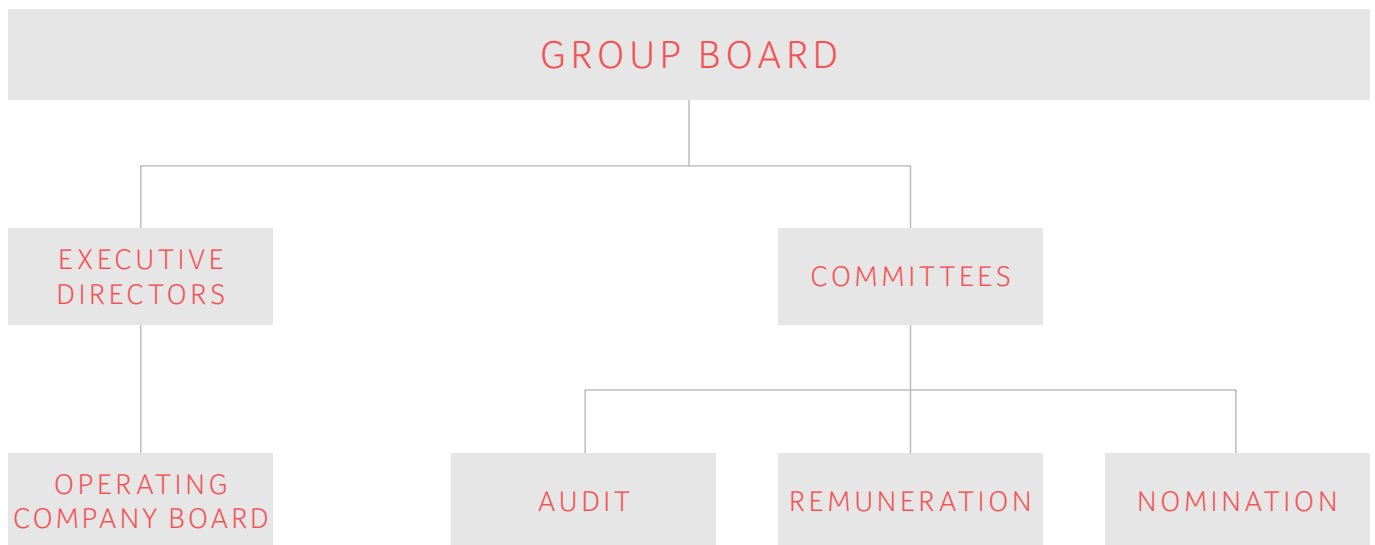 GROUP BOARD
EXECUTIVE
DIRECTORS
COMMITTEES
OPERATING
COMPANY BOARD
AUDIT
REMUNERATION
NOMINATION